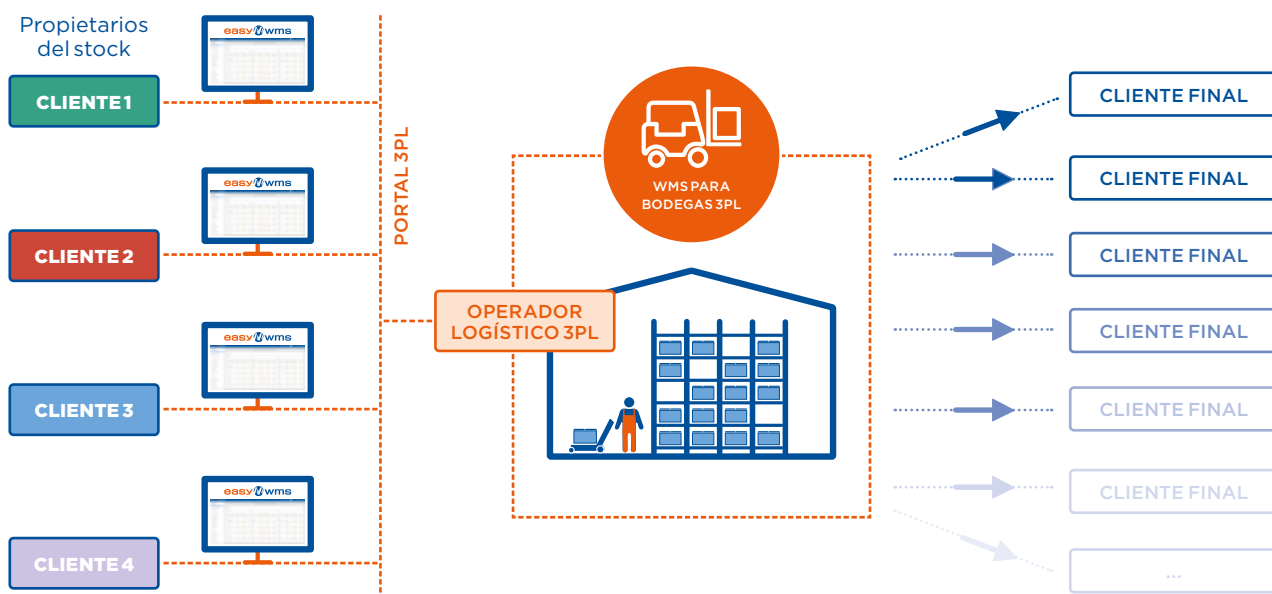 Propietarios
del stock
easy wms
CLIENTE 1
easy wms
CLIENTE 2
easy wms
CLIENTE 3
easy wms
CLIENTE 4
PORTAL 3PL
WMS PARA
BODEGAS 3PL
OPERADOR
LOGÍSTICO 3PL
CLIENTE FINAL
CLIENTE FINAL
CLIENTE FINAL
CLIENTE FINAL
CLIENTE FINAL
CLIENTE FINAL
...